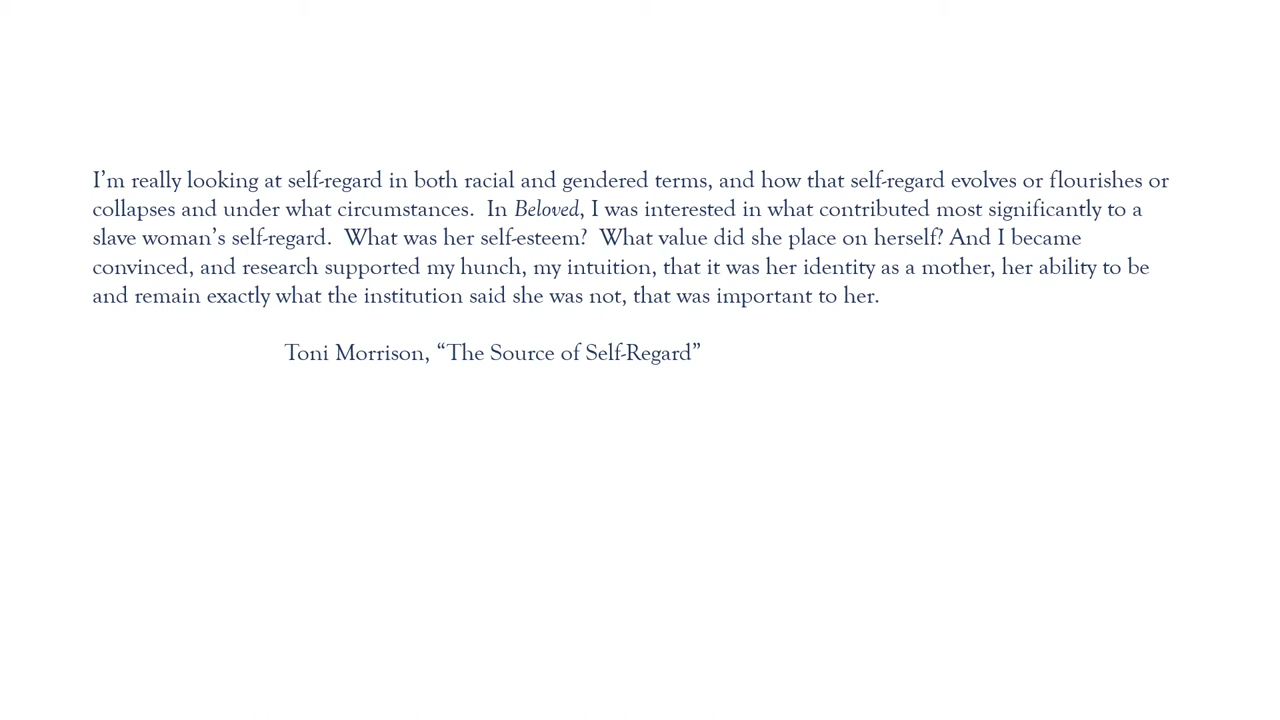 I’m really looking at self-regard in both racial and gendered terms, and how that self-regard evolves or flourishes or
collapses and under what circumstances.  In Beloved, I was interested in what contributed most significantly to a
slave woman’s self-regard.  What was her self-esteem?  What value did she place on herself? And I became
convinced, and research supported my hunch, my intuition, that it was her identity as a mother, her ability to be
and remain exactly what the institution said she was not, that was important to her.
Toni Morrison, “The Source of Self-Regard”